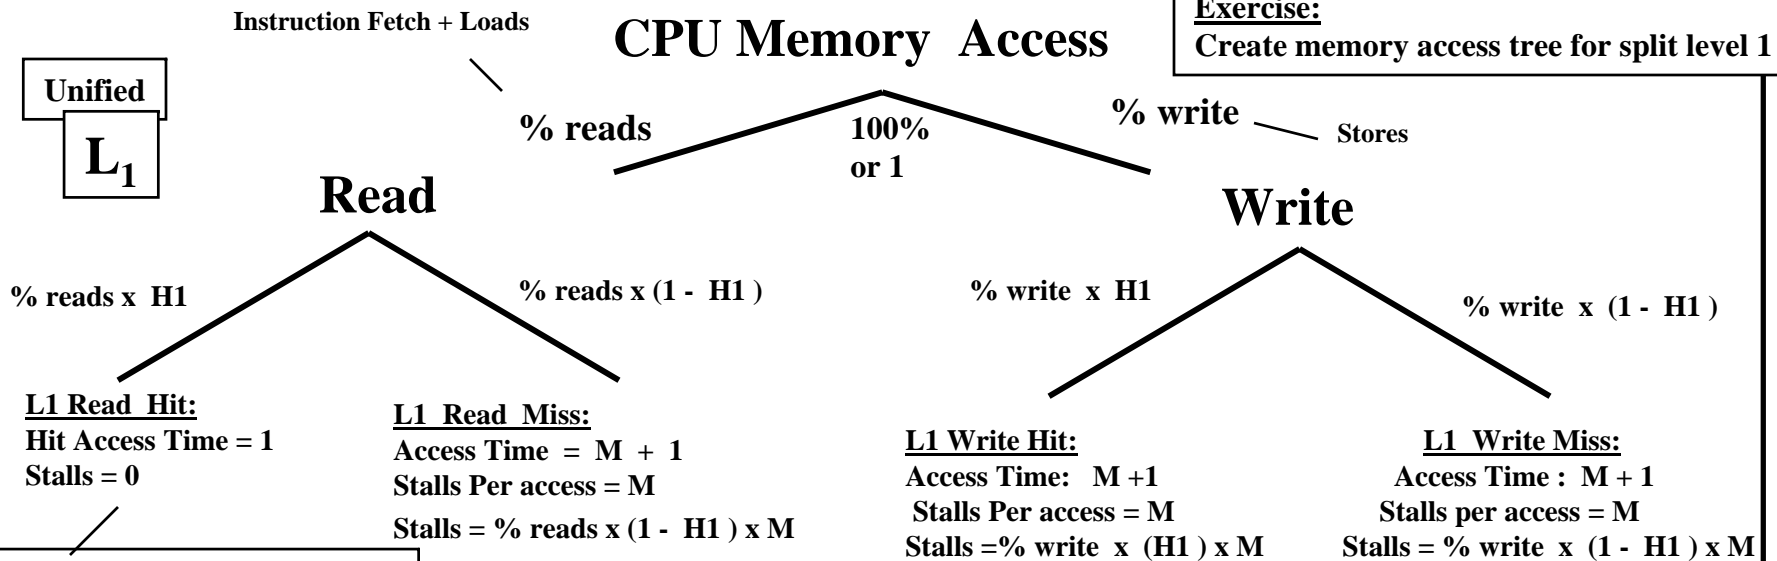 Instruction Fetch + Loads
CPU Memory Access
Exercise:
Create memory access tree for split level 1
Unified
L1
% reads
100%
or 1
% write
Stores
Read
Write
% reads x H1
% reads x (1 - H1 )
% write x H1
% write x (1 - H1 )
L1 Read Hit:
Hit Access Time = 1
Stalls = 0
L1 Read Miss:
Access Time = M + 1
Stalls Per access = M
Stalls = % reads x (1 - H1 ) x M
L1 Write Hit:
Access Time: M +1
Stalls Per access = M
Stalls =% write x (H1 ) x M
L1 Write Miss:
Access Time : M + 1
Stalls per access = M
Stalls = % write x (1 - H1 ) x M